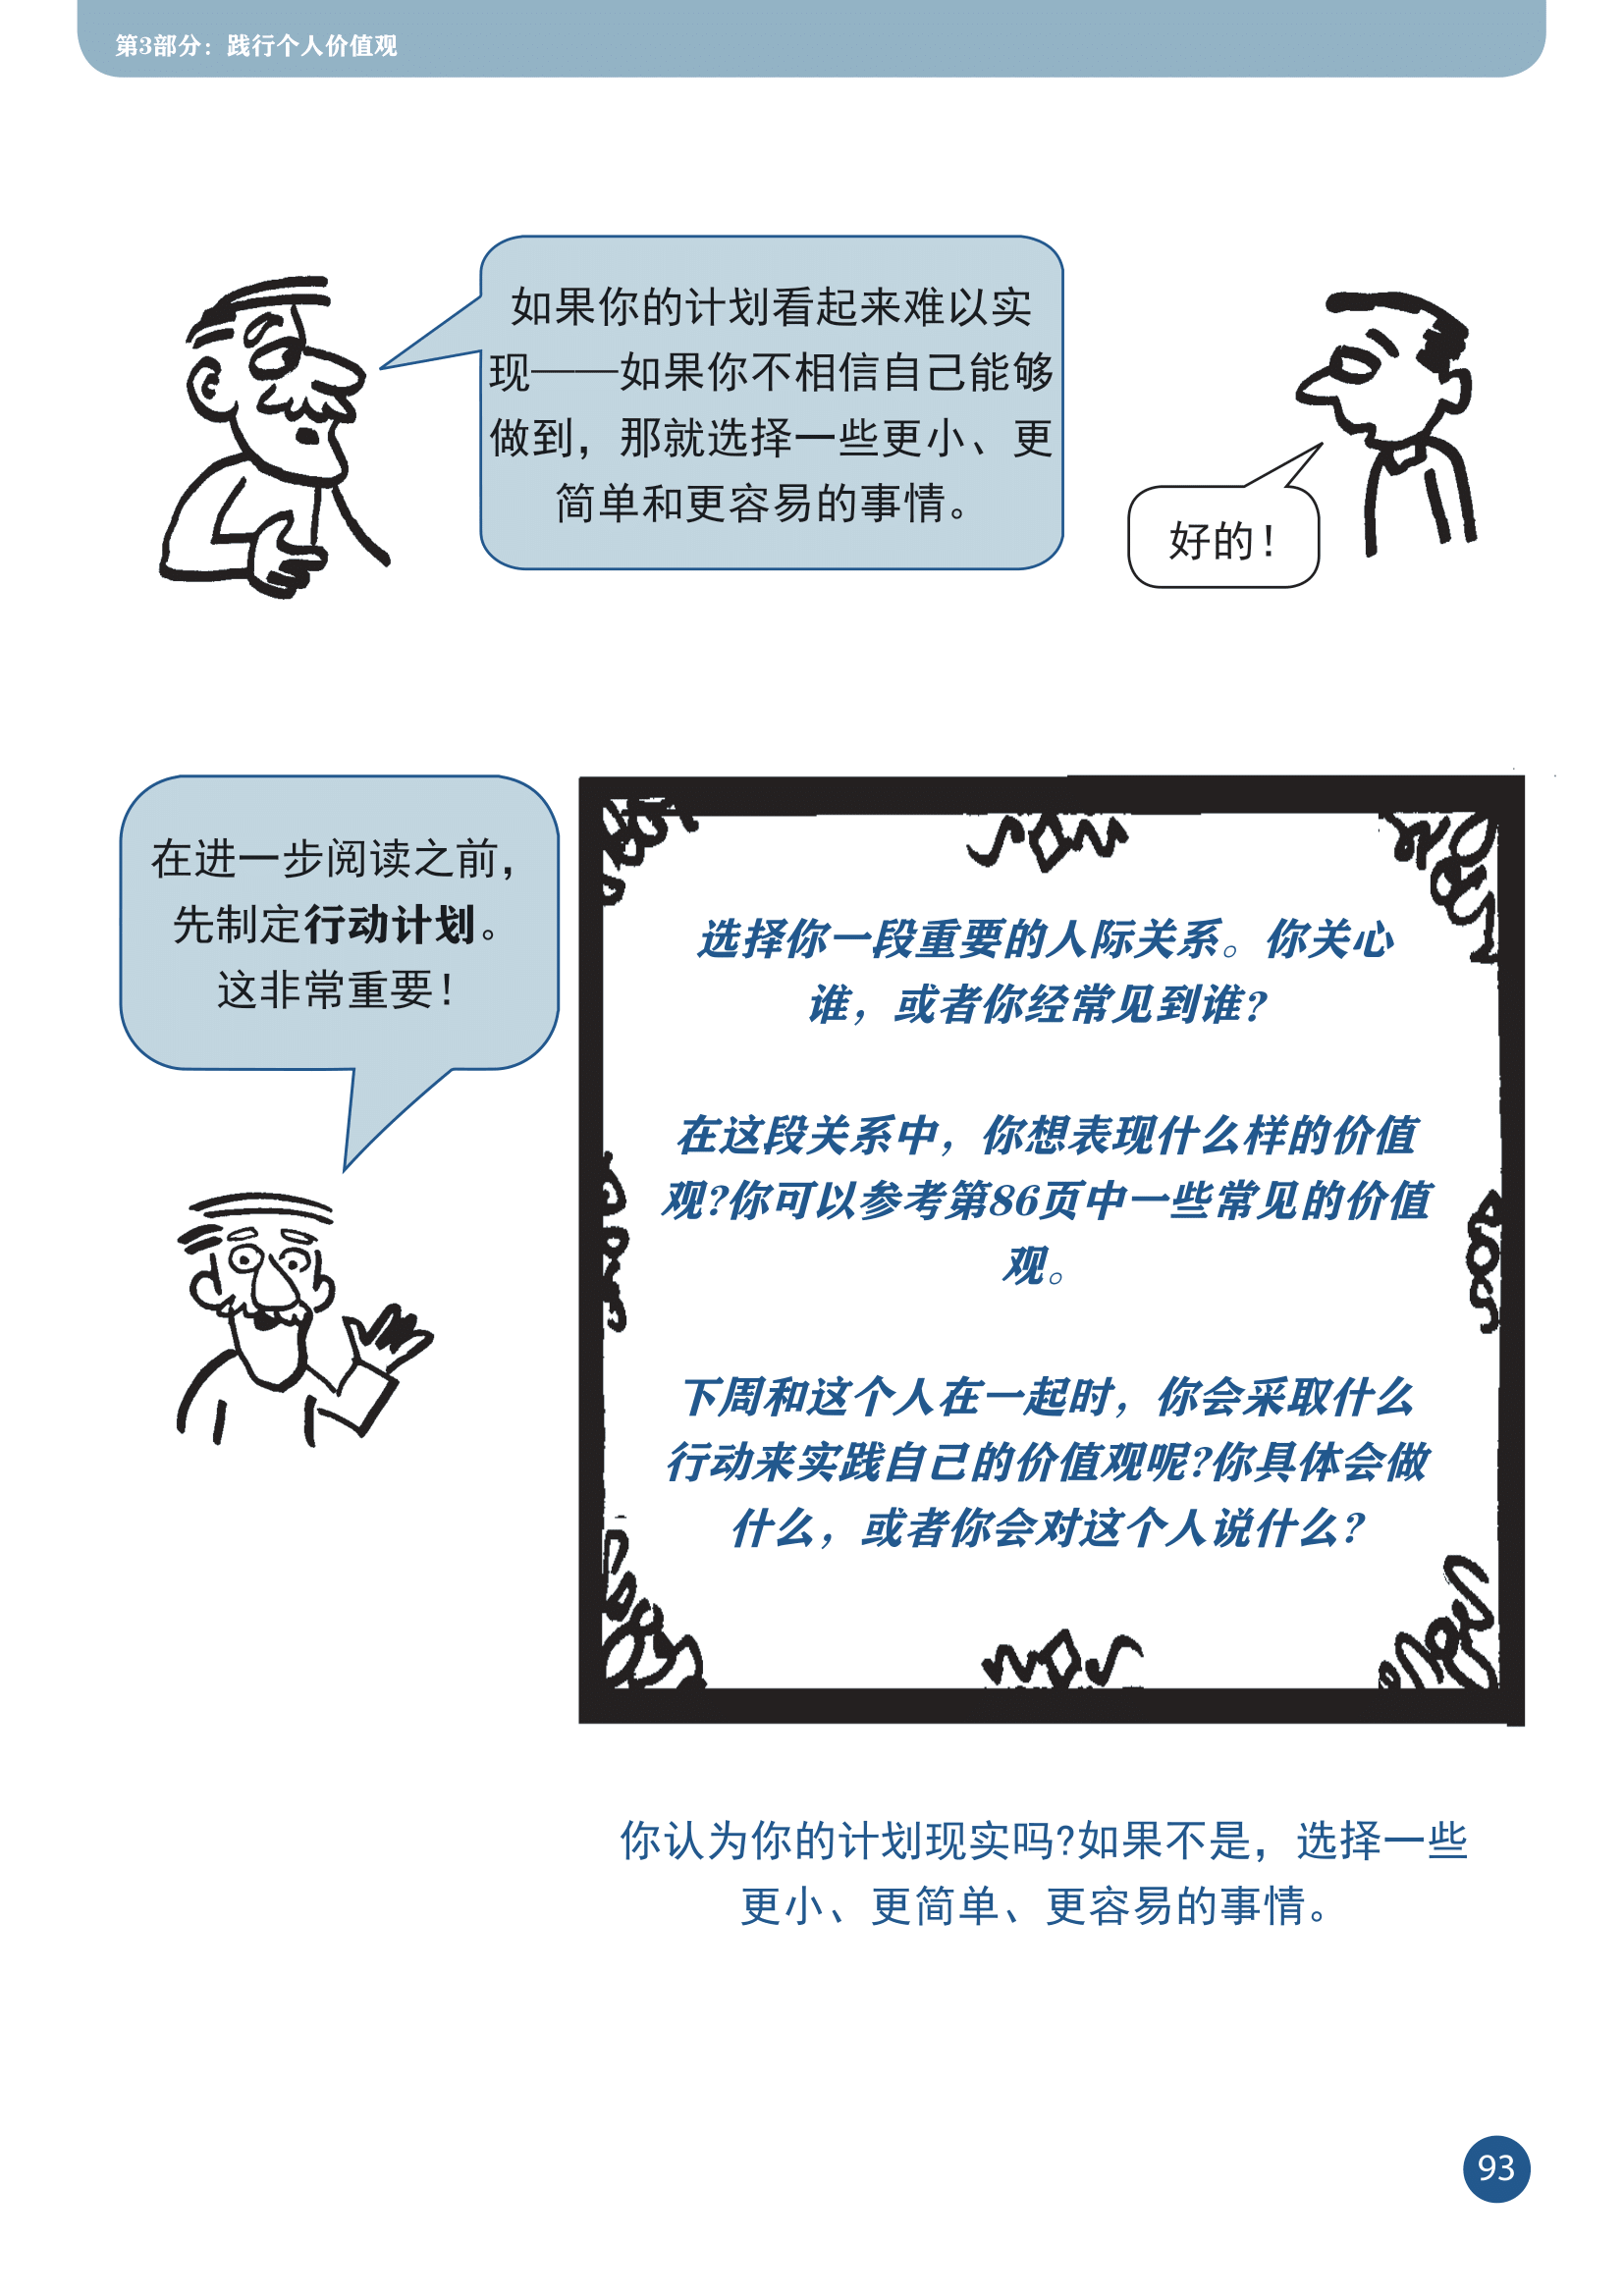 第3部分：践行个人价值观
如果你的计划看起来难以实
现——如果你不相信自己能够
做到，那就选择一些更小、更
简单和更容易的事情。
好的！
在进一步阅读之前，
先制定行动计划。
这非常重要！
选择你一段重要的人际关系。你关心
谁，或者你经常见到谁？
在这段关系中，你想表现什么样的价值
观?你可以参考第86页中一些常见的价值
观。
下周和这个人在一起时，你会采取什么
行动来实践自己的价值观呢?你具体会做
什么，或者你会对这个人说什么？
你认为你的计划现实吗?如果不是，选择一些
更小、更简单、更容易的事情。
93